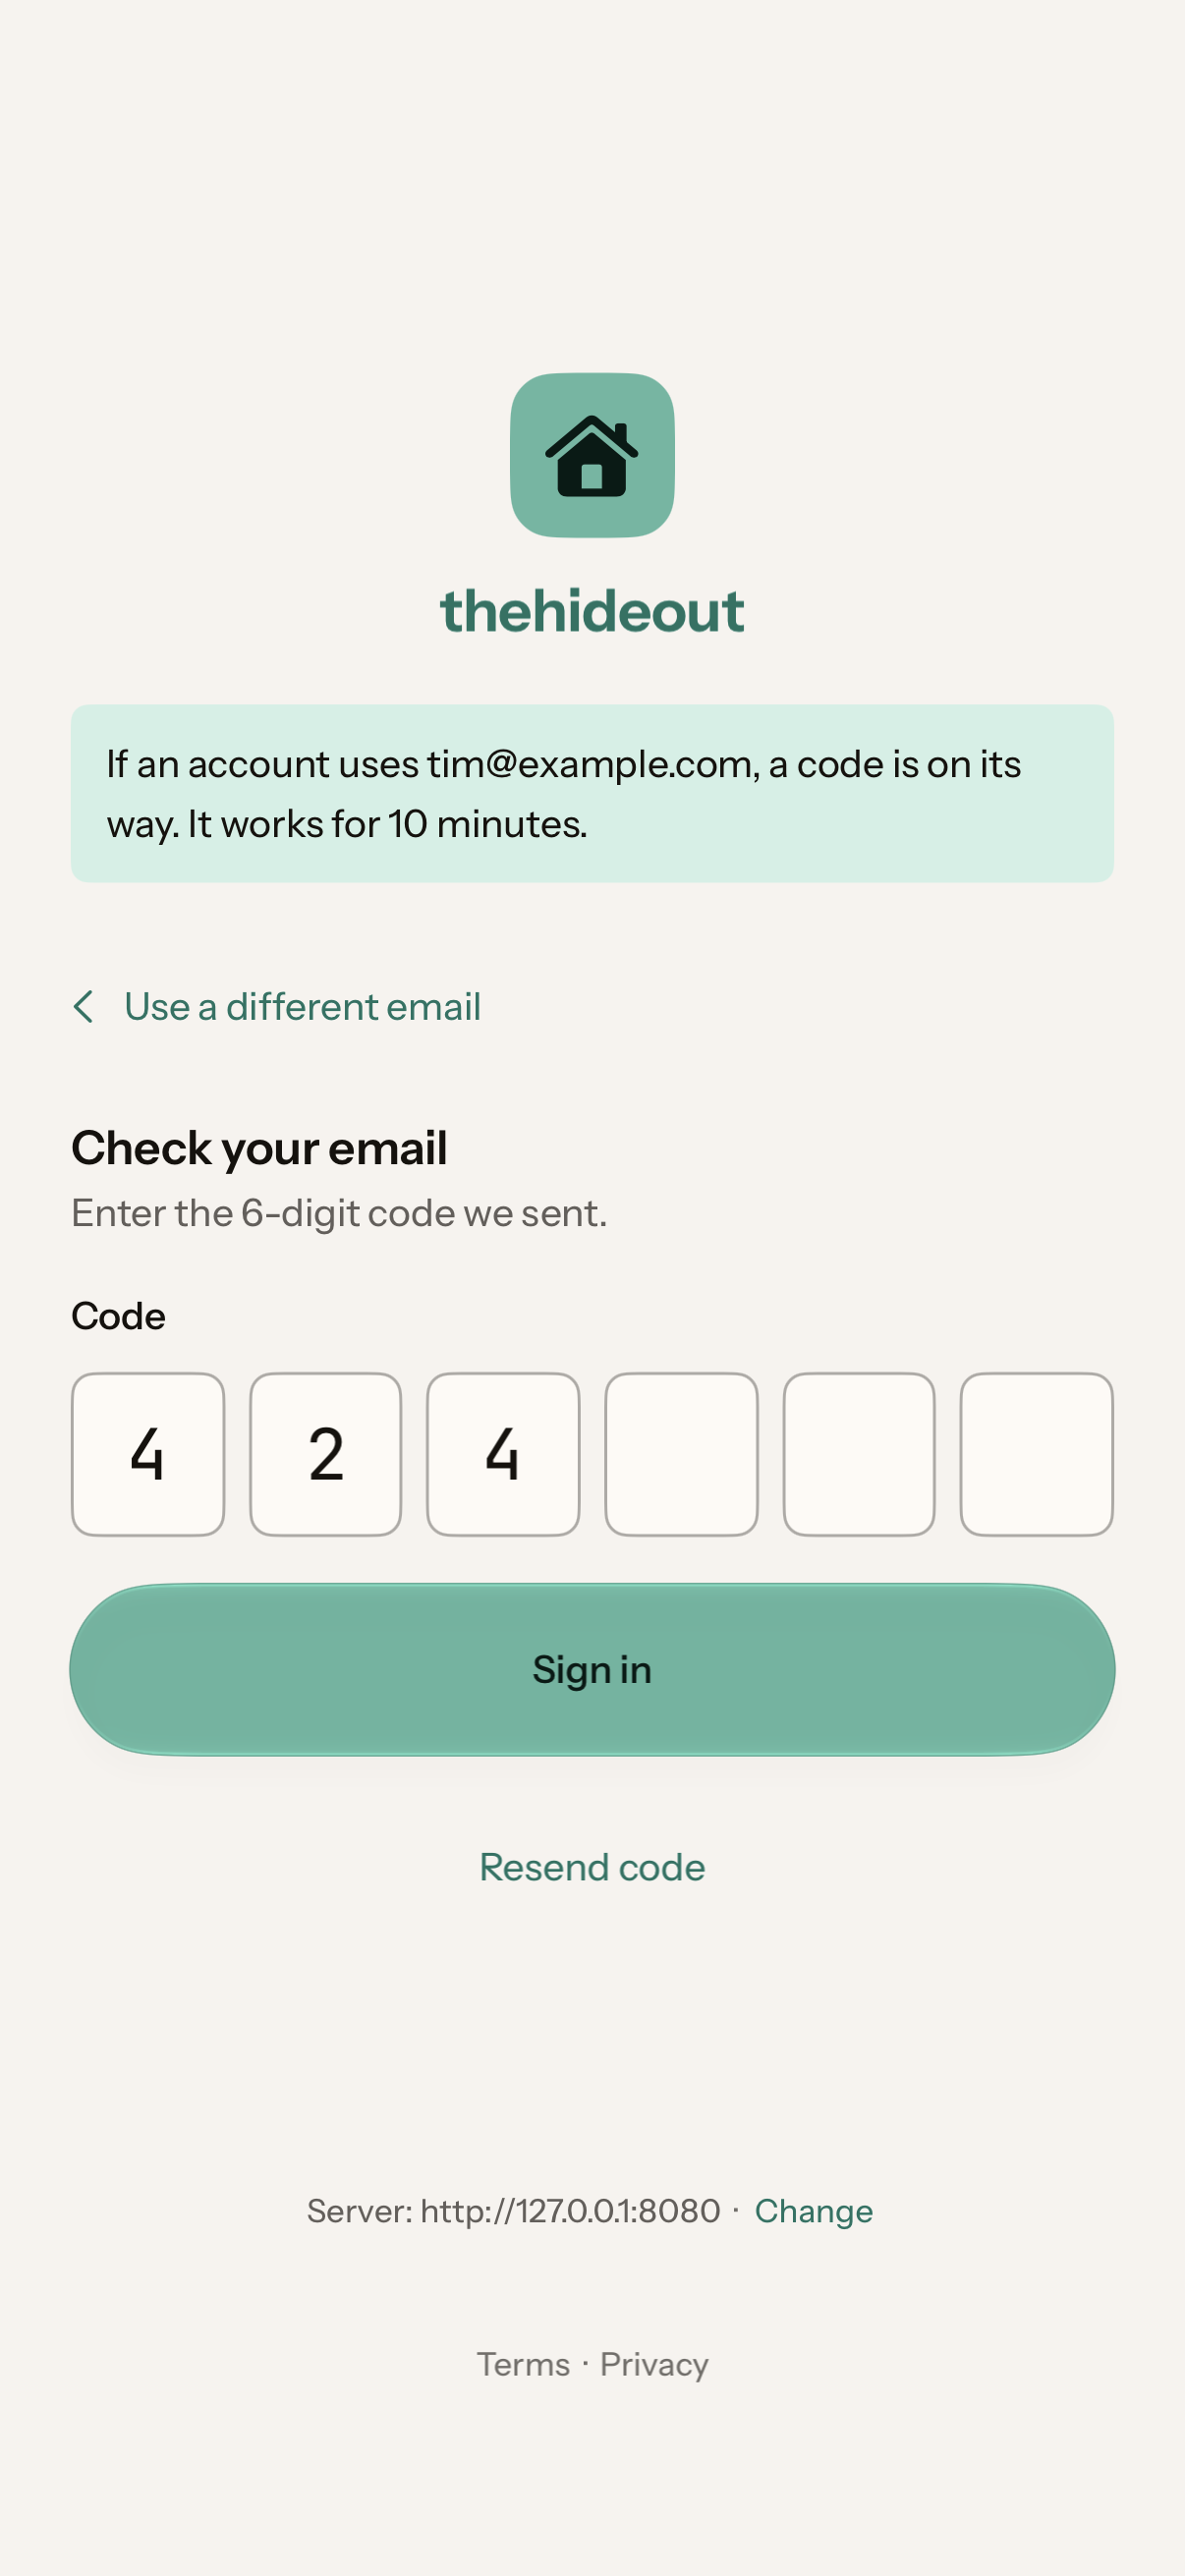 thehideout
If an account uses tim@example.com, a code is on its
way. It works for 10 minutes.
Use a different email
Check your email
Enter the 6-digit code we sent.
Code
4 2 4
Sign in
Resend code
Server: http://127.0.0.1:8080 · Change
Terms · Privacy